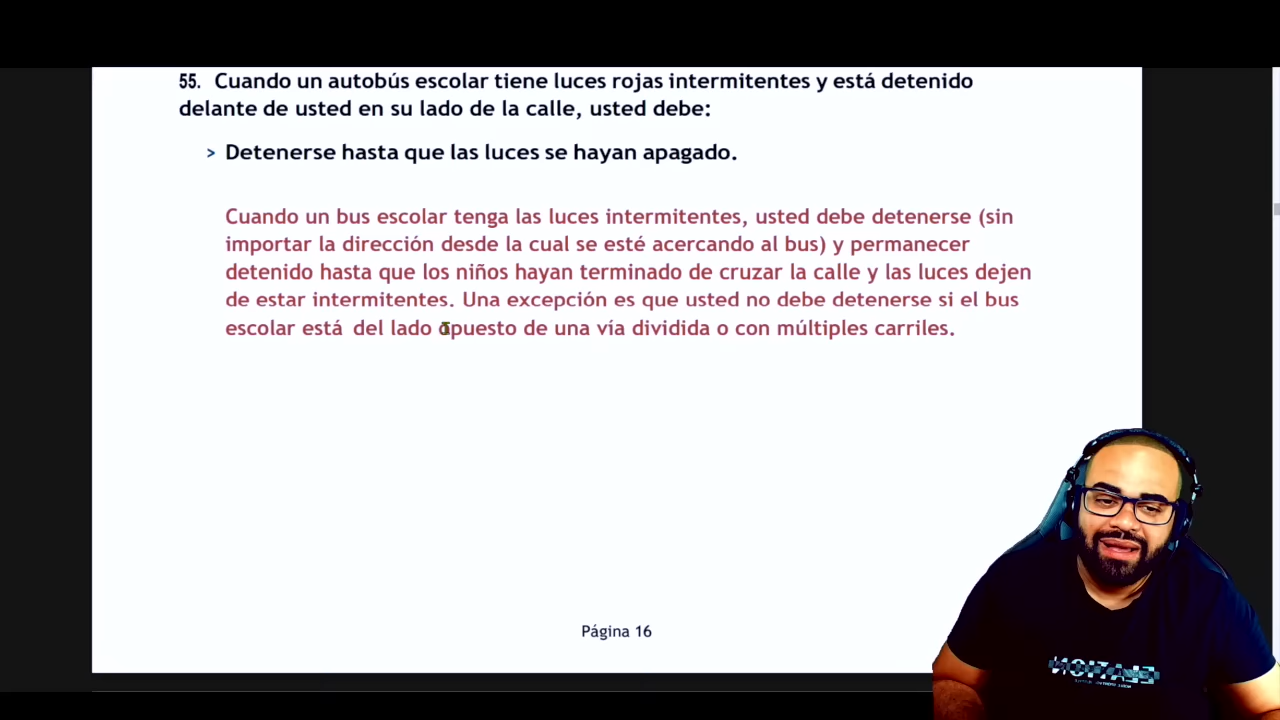 55. Cuando un autobús escolar tiene luces rojas intermitentes y está detenido
delante de usted en su lado de la calle, usted debe:
> Detenerse hasta que las luces se hayan apagado.
Cuando un bus escolar tenga las luces intermitentes, usted debe detenerse (sin
importar la dirección desde la cual se esté acercando al bus) y permanecer
detenido hasta que los niños hayan terminado de cruzar la calle y las luces dejen
de estar intermitentes. Una excepción es que usted no debe detenerse si el bus
escolar está del lado opuesto de una vía dividida o con múltiples carriles.
Página 16